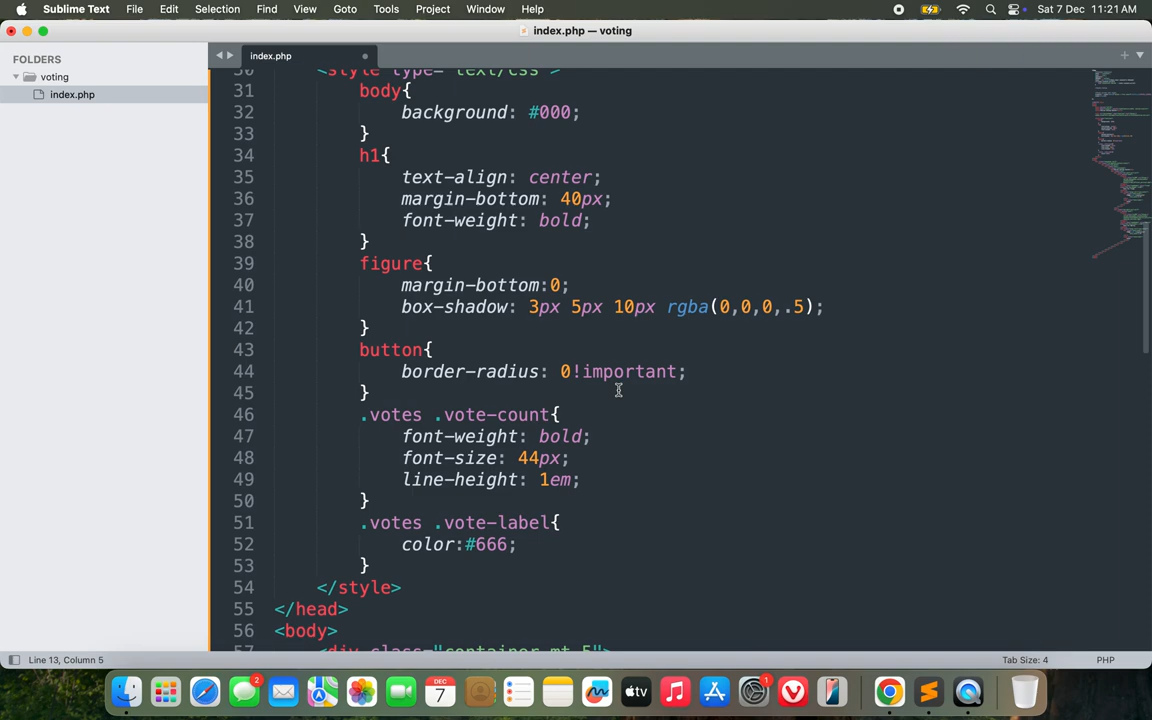 Sublime Text File Edit Selection Find View Goto Tools Project Window Help Sat 7 Dec 11:21 AM
index.php — voting
FOLDERS
voting
index.php
index.php
30 <style type="text/css">
31 body{
32 background: #000;
33 }
34 h1{
35 text-align: center;
36 margin-bottom: 40px;
37 font-weight: bold;
38 }
39 figure{
40 margin-bottom:0;
41 box-shadow: 3px 5px 10px rgba(0,0,0,.5);
42 }
43 button{
44 border-radius: 0!important;
45 }
46 .votes .vote-count{
47 font-weight: bold;
48 font-size: 44px;
49 line-height: 1em;
50 }
51 .votes .vote-label{
52 color:#666;
53 }
54 </style>
55 </head>
56 <body>
57 <div class="container mt-5">
Line 13, Column 5 Tab Size: 4 PHP
2
DEC
7
tv
1